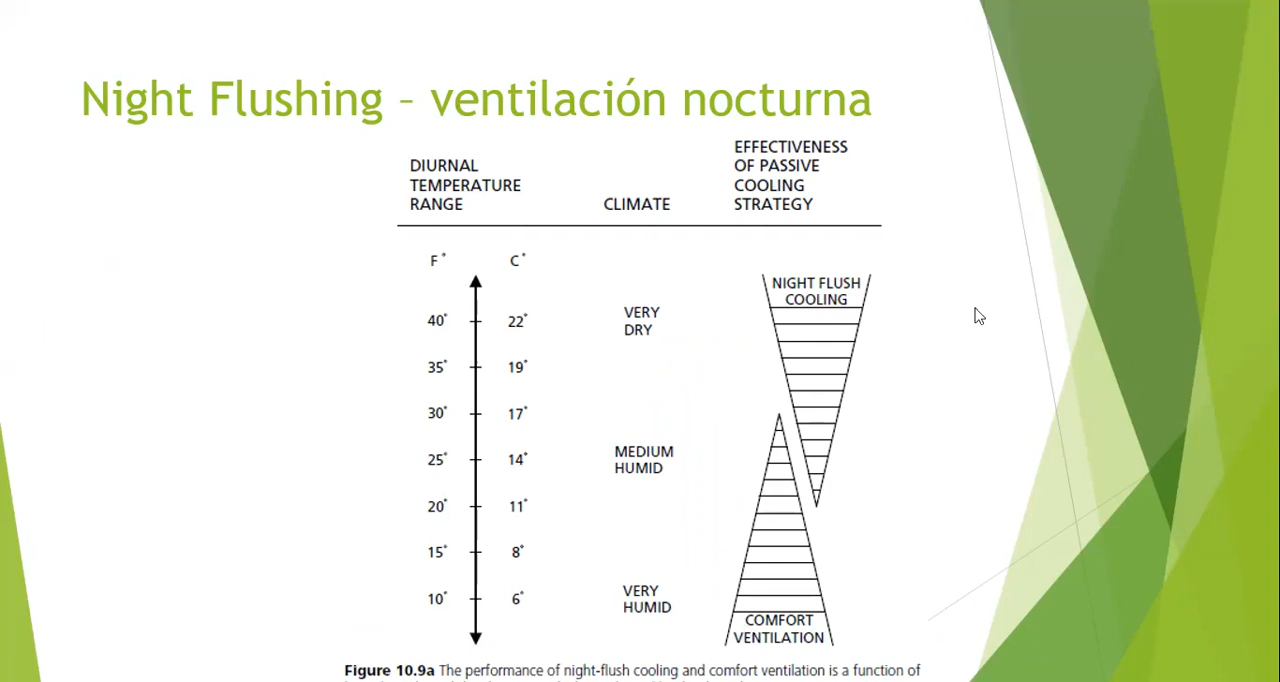 Night Flushing – ventilación nocturna
DIURNAL
TEMPERATURE
RANGE
CLIMATE
EFFECTIVENESS
OF PASSIVE
COOLING
STRATEGY
F° C°
40° 22°
35° 19°
30° 17°
25° 14°
20° 11°
15° 8°
10° 6°
VERY
DRY
MEDIUM
HUMID
VERY
HUMID
NIGHT FLUSH
COOLING
COMFORT
VENTILATION
Figure 10.9a The performance of night-flush cooling and comfort ventilation is a function of